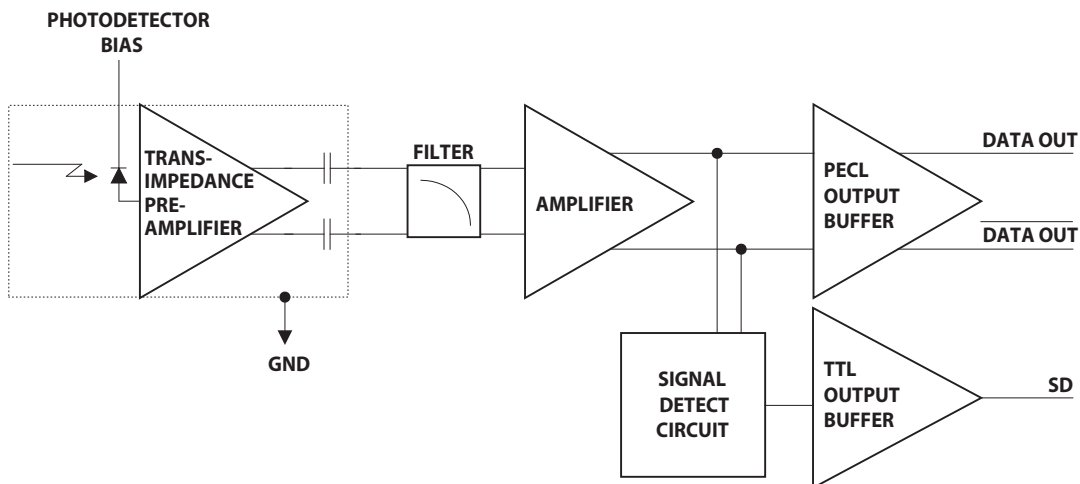 PHOTODETECTOR
BIAS
TRANS-
IMPEDANCE
PRE-
AMPLIFIER
FILTER
AMPLIFIER
PECL
OUTPUT
BUFFER
DATA OUT
DATA OUT
GND
SIGNAL
DETECT
CIRCUIT
TTL
OUTPUT
BUFFER
SD